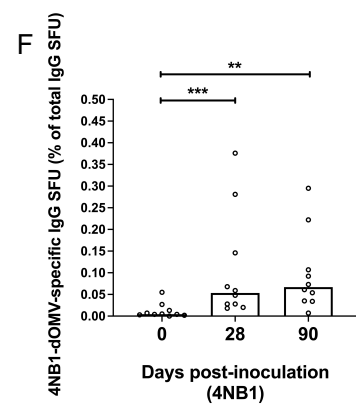 F
4NB1-dOMV-specific IgG SFU (% of total IgG SFU)
**
***
0.50
0.45
0.40
0.35
0.30
0.25
0.20
0.15
0.10
0.05
0.00
0 28 90
Days post-inoculation
(4NB1)